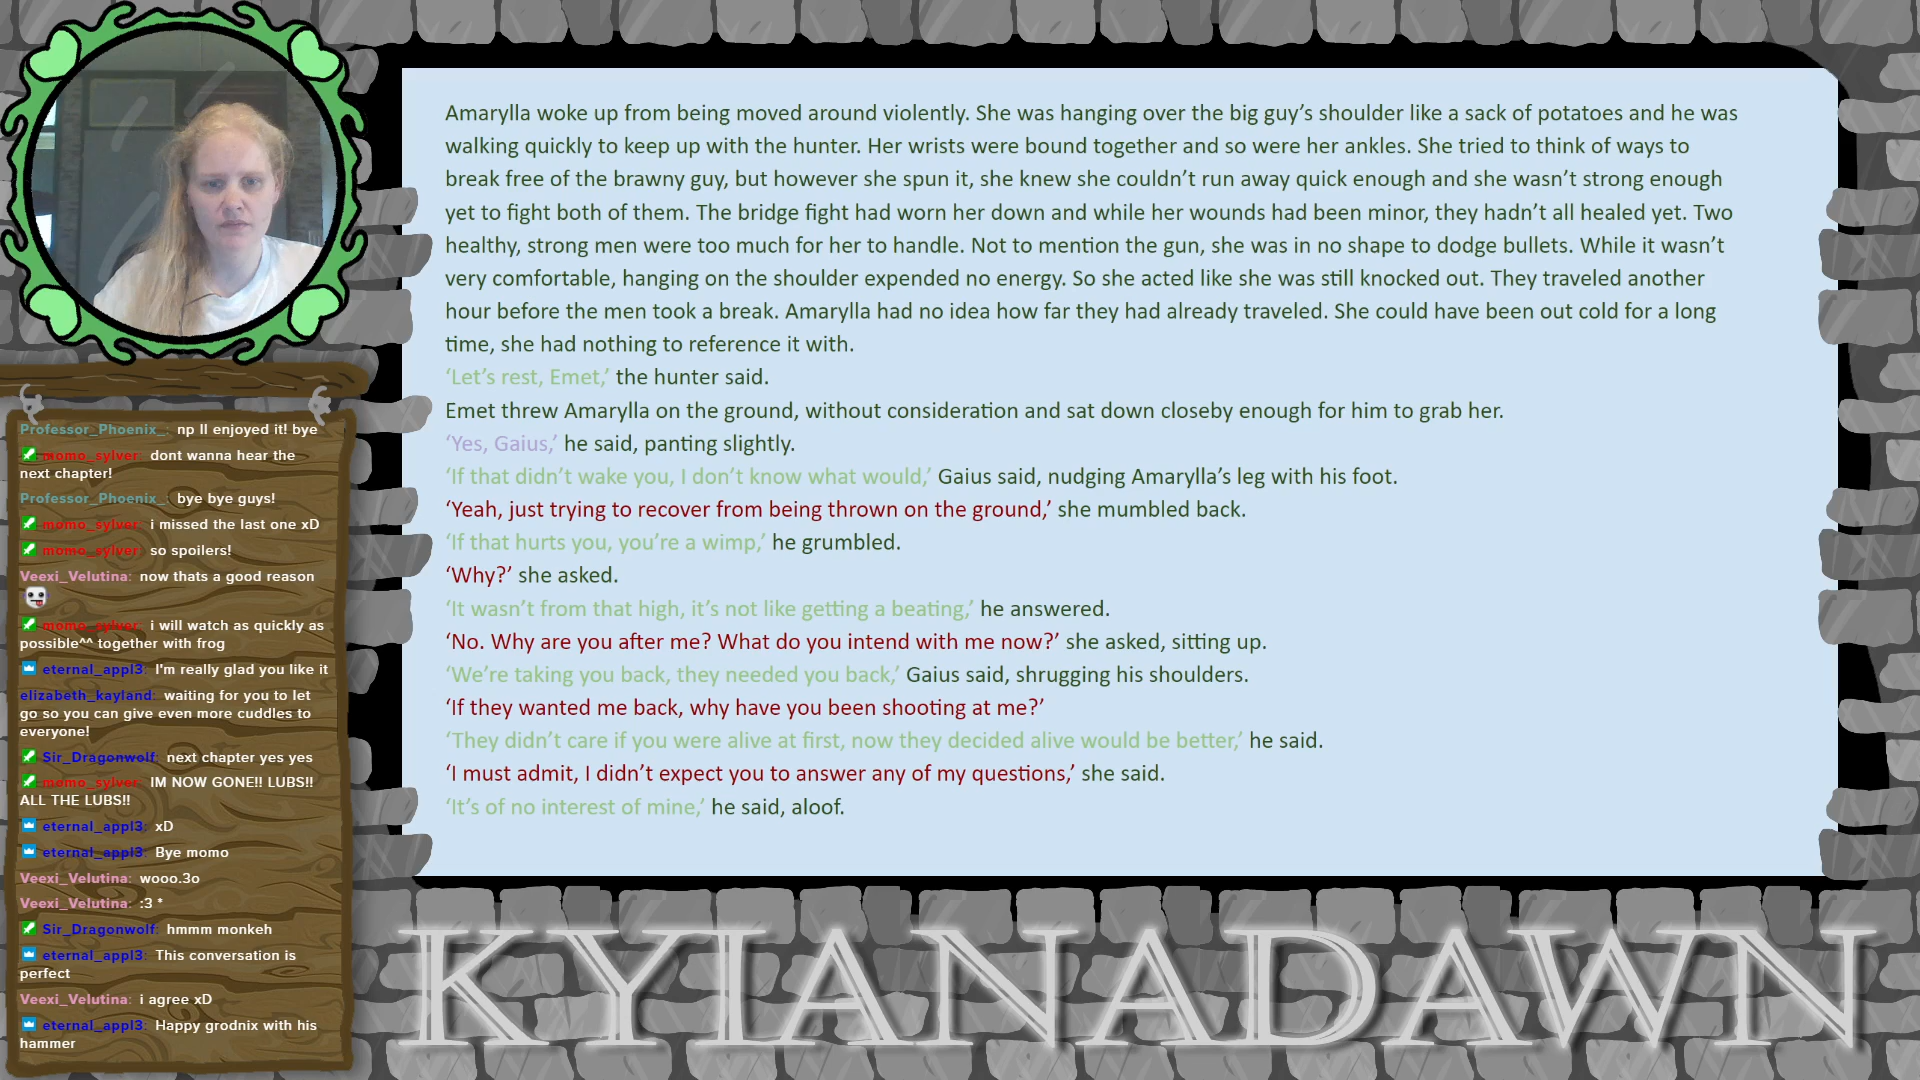 Amarylla woke up from being moved around violently. She was hanging over the big guy’s shoulder like a sack of potatoes and he was
walking quickly to keep up with the hunter. Her wrists were bound together and so were her ankles. She tried to think of ways to
break free of the brawny guy, but however she spun it, she knew she couldn’t run away quick enough and she wasn’t strong enough
yet to fight both of them. The bridge fight had worn her down and while her wounds had been minor, they hadn’t all healed yet. Two
healthy, strong men were too much for her to handle. Not to mention the gun, she was in no shape to dodge bullets. While it wasn’t
very comfortable, hanging on the shoulder expended no energy. So she acted like she was still knocked out. They traveled another
hour before the men took a break. Amarylla had no idea how far they had already traveled. She could have been out cold for a long
time, she had nothing to reference it with.
‘Let’s rest, Emet,’ the hunter said.
Emet threw Amarylla on the ground, without consideration and sat down closeby enough for him to grab her.
‘Yes, Gaius,’ he said, panting slightly.
‘If that didn’t wake you, I don’t know what would,’ Gaius said, nudging Amarylla’s leg with his foot.
‘Yeah, just trying to recover from being thrown on the ground,’ she mumbled back.
‘If that hurts you, you’re a wimp,’ he grumbled.
‘Why?’ she asked.
‘It wasn’t from that high, it’s not like getting a beating,’ he answered.
‘No. Why are you after me? What do you intend with me now?’ she asked, sitting up.
‘We’re taking you back, they needed you back,’ Gaius said, shrugging his shoulders.
‘If they wanted me back, why have you been shooting at me?’
‘They didn’t care if you were alive at first, now they decided alive would be better,’ he said.
‘I must admit, I didn’t expect you to answer any of my questions,’ she said.
‘It’s of no interest of mine,’ he said, aloof.
Professor_Phoenix_: np ll enjoyed it! bye
momo_sylver: dont wanna hear the
next chapter!
Professor_Phoenix_: bye bye guys!
momo_sylver: i missed the last one xD
momo_sylver: so spoilers!
Veexi_Velutina: now thats a good reason
momo_sylver: i will watch as quickly as
possible^^ together with frog
eternal_appl3: I'm really glad you like it
elizabeth_kayland: waiting for you to let
go so you can give even more cuddles to
everyone!
Sir_Dragonwolf: next chapter yes yes
momo_sylver: IM NOW GONE!! LUBS!!
ALL THE LUBS!!
eternal_appl3: xD
eternal_appl3: Bye momo
Veexi_Velutina: wooo.3o
Veexi_Velutina: :3 *
Sir_Dragonwolf: hmmm monkeh
eternal_appl3: This conversation is
perfect
Veexi_Velutina: i agree xD
eternal_appl3: Happy grodnix with his
hammer
KYIANADAWN